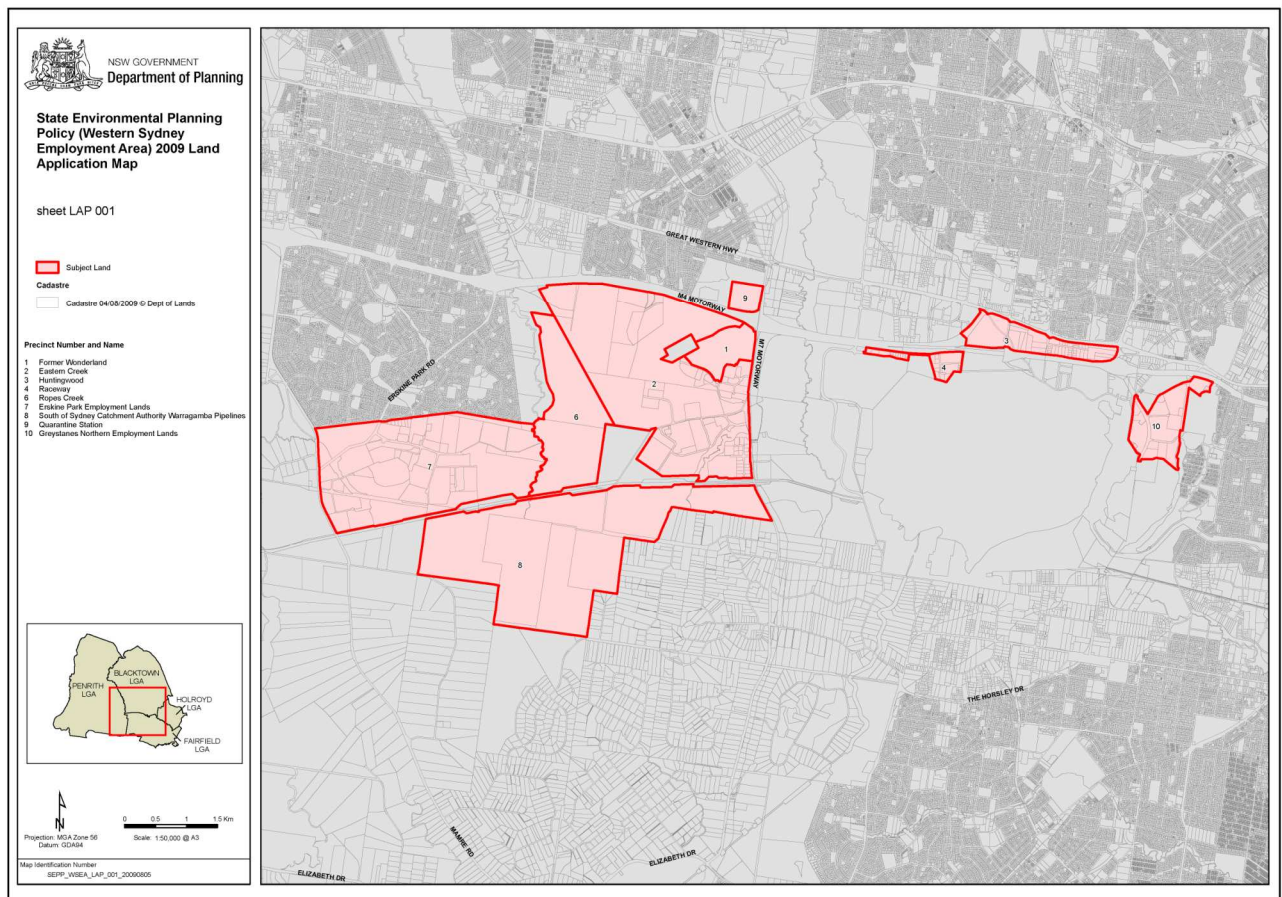 NSW GOVERNMENT
Department of Planning
State Environmental Planning
Policy (Western Sydney
Employment Area) 2009 Land
Application Map
sheet LAP 001
Subject Land
Cadastre
Cadastre 04/08/2009 © Dept of Lands
Precinct Number and Name
1 Former Wonderland
2 Eastern Creek
3 Huntingwood
4 Raceway
6 Ropes Creek
7 Erskine Park Employment Lands
8 South of Sydney Catchment Authority Warragamba Pipelines
9 Quarantine Station
10 Greystanes Northern Employment Lands
PENRITH
LGA
BLACKTOWN
LGA
HOLROYD
LGA
FAIRFIELD
LGA
N
0 0.5 1 1.5 Km
Projection: MGA Zone 56
Datum: GDA94
Scale: 1:50,000 @ A3
Map Identification Number
SEPP_WSEA_LAP_001_20090805
GREAT WESTERN HWY
M4 MOTORWAY
9
1
M7 MOTORWAY
3
4
2
ERSKINE PARK RD
6
10
7
8
THE HORSLEY DR
MAMRE RD
ELIZABETH DR
ELIZABETH DR